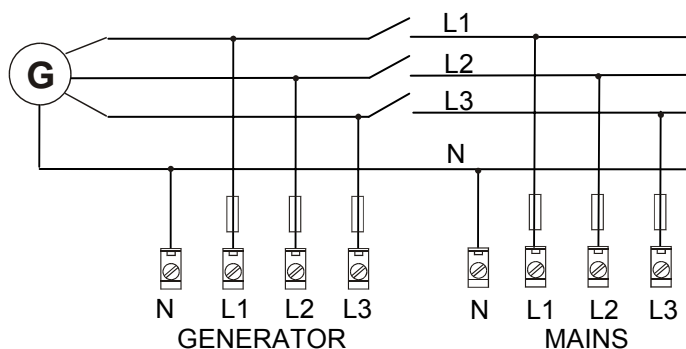 L1
G
L2
L3
N
N L1 L2 L3 N L1 L2 L3
GENERATOR MAINS